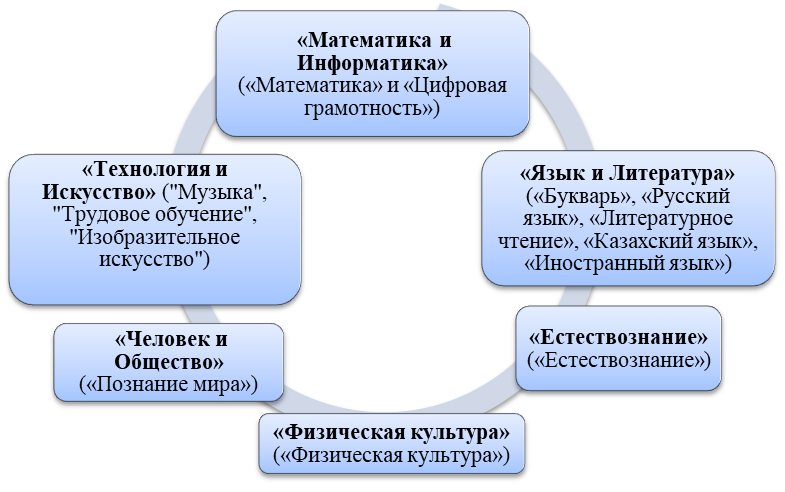 «Математика и
Информатика»
(«Математика» и «Цифровая
грамотность»)
«Язык и Литература»
(«Букварь», «Русский
язык», «Литературное
чтение», «Казахский язык»,
«Иностранный язык»)
«Естествознание»
(«Естествознание»)
«Физическая культура»
(«Физическая культура»)
«Человек и
Общество»
(«Познание мира»)
«Технология и
Искусство» ("Музыка",
"Трудовое обучение",
"Изобразительное
искусство")